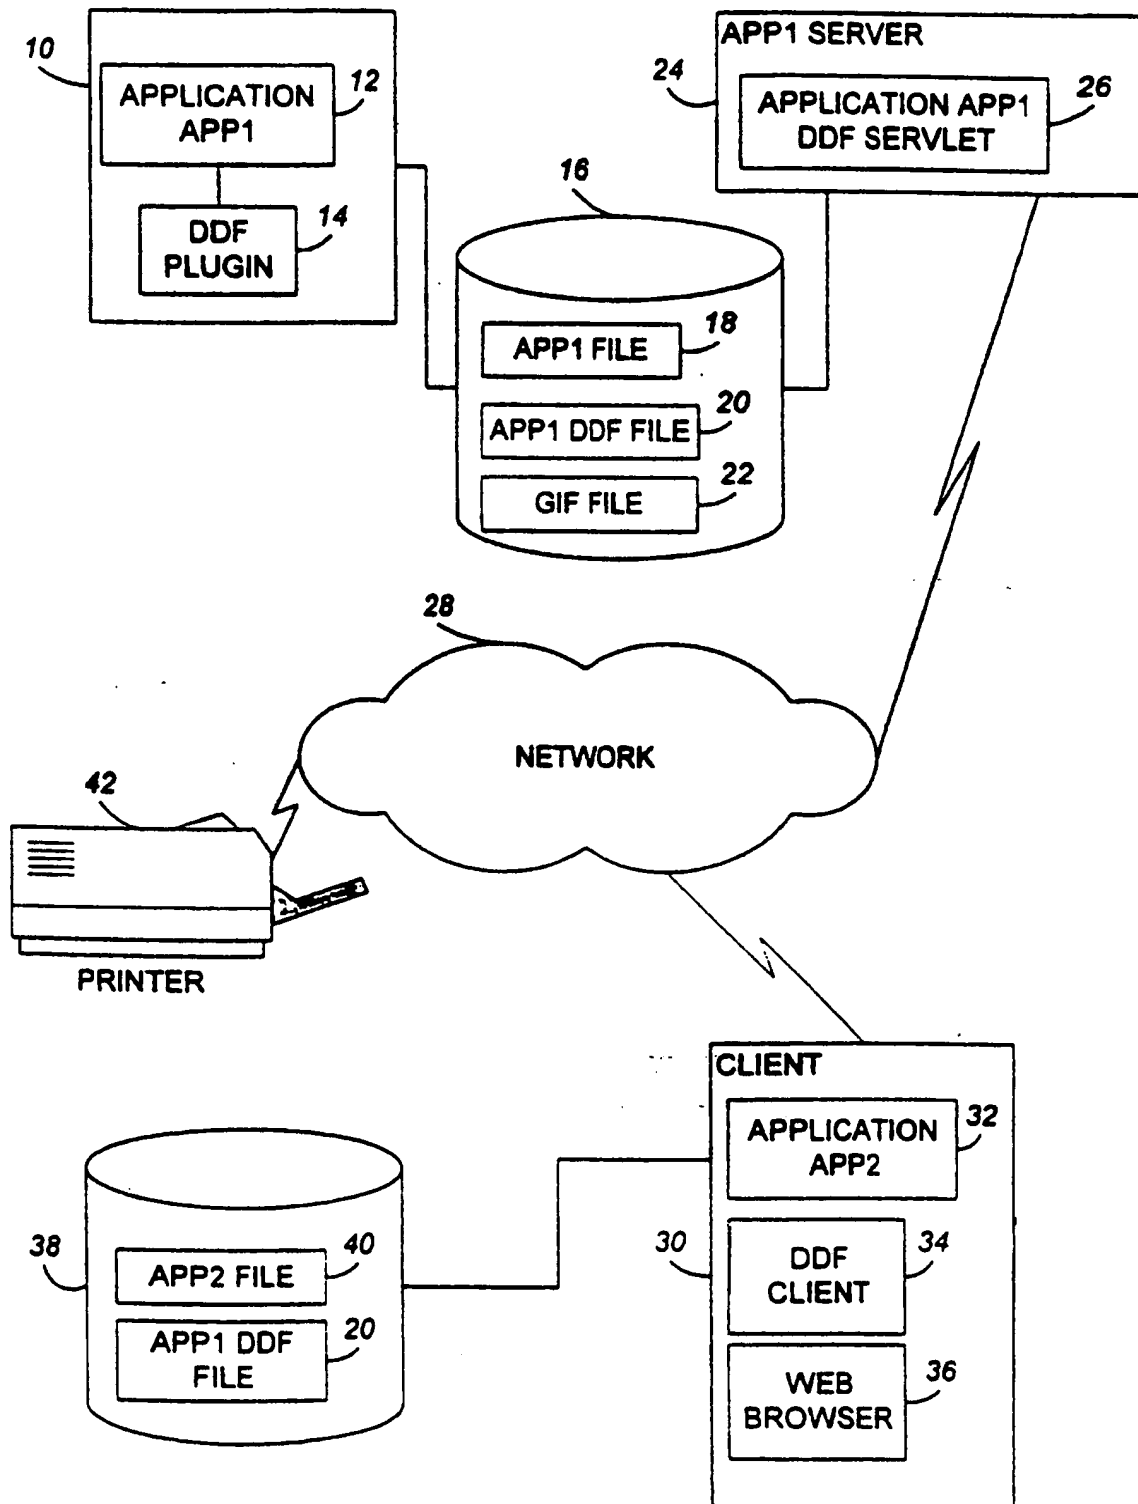 10
APPLICATION
APP1
12
DDF
PLUGIN
14
APP1 SERVER
24
APPLICATION APP1
DDF SERVLET
26
16
APP1 FILE
18
APP1 DDF FILE
20
GIF FILE
22
28
NETWORK
42
PRINTER
CLIENT
APPLICATION
APP2
32
30
DDF
CLIENT
34
WEB
BROWSER
36
38
APP2 FILE
40
APP1 DDF
FILE
20